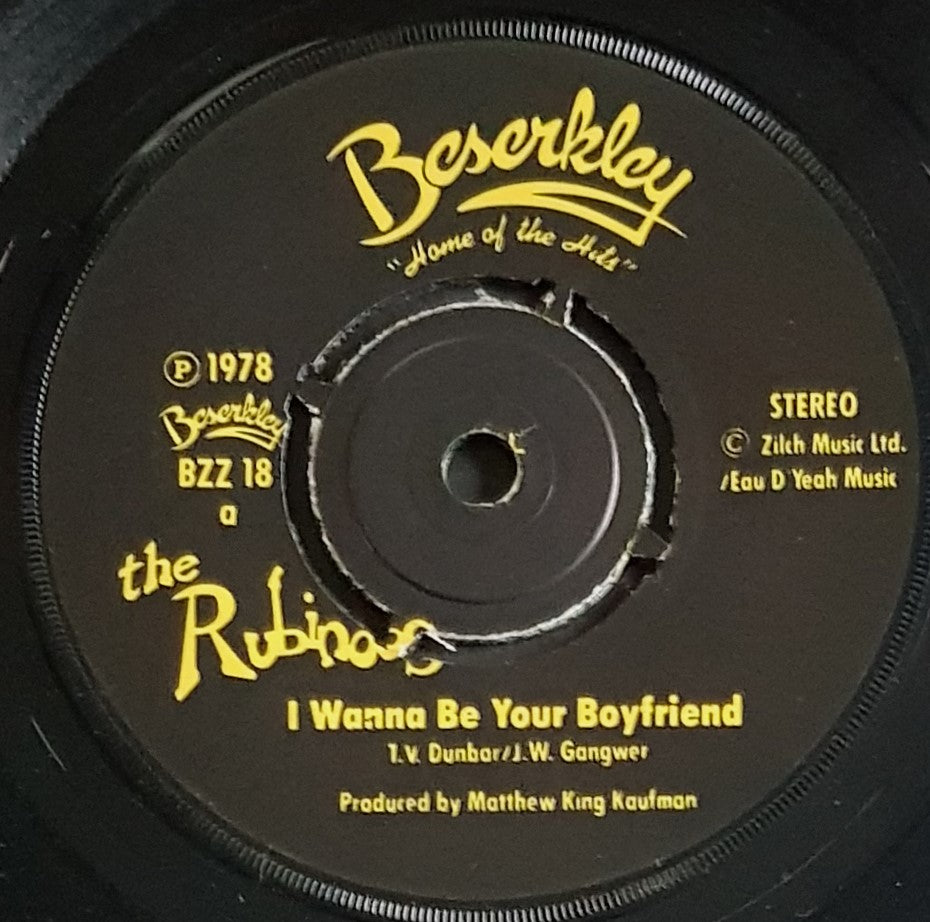 Beserkley
"Home of the Hits"
℗ 1978
Beserkley
BZZ 18
a
STEREO
© Zilch Music Ltd.
/Eau D Yeah Music
the
Rubinoos
I Wanna Be Your Boyfriend
T.V. Dunbar/J.W. Gangwer
Produced by Matthew King Kaufman